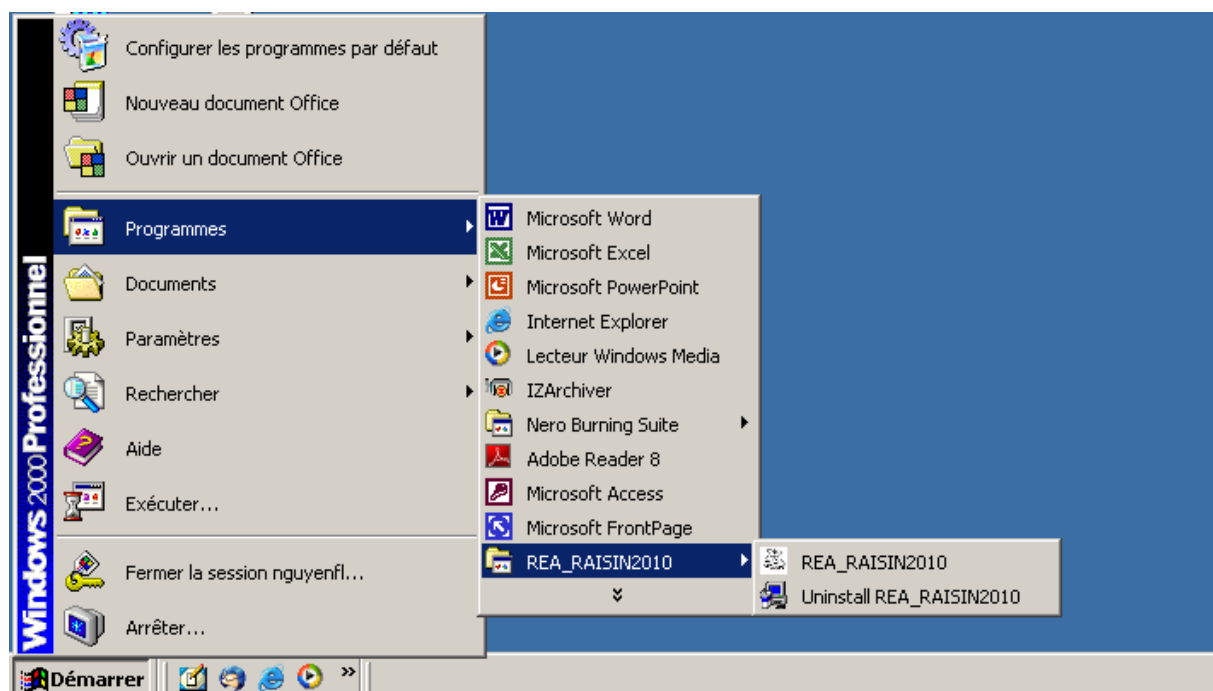 Configurer les programmes par défaut
Nouveau document Office
Ouvrir un document Office
Programmes
Documents
Paramètres
Rechercher
Aide
Exécuter...
Fermer la session nguyenfl...
Arrêter...
Windows 2000 Professionnel
Microsoft Word
Microsoft Excel
Microsoft PowerPoint
Internet Explorer
Lecteur Windows Media
IZArchiver
Nero Burning Suite
Adobe Reader 8
Microsoft Access
Microsoft FrontPage
REA_RAISIN2010
REA_RAISIN2010
Uninstall REA_RAISIN2010
Démarrer